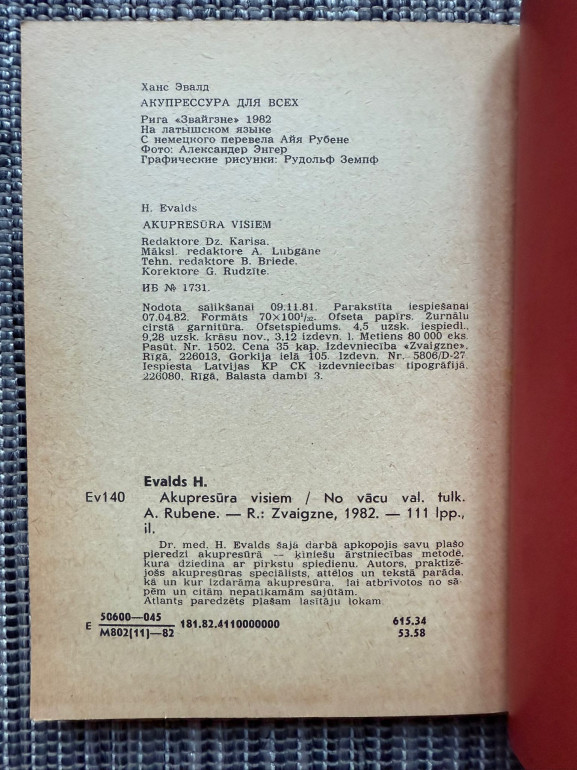 Ханс Эвалд
АКУПРЕССУРА ДЛЯ ВСЕХ
Рига «Звайгзне» 1982
На латышском языке
С немецкого перевела Айя Рубене
Фото: Александер Энгер
Графические рисунки: Рудольф Земпф
H. Evalds
AKUPRESŪRA VISIEM
Redaktore Dz. Kariņa.
Māksl. redaktore A. Lubgāne
Tehn. redaktore B. Briede.
Korektore G. Rudzīte.
ИБ № 1731.
Nodota salikšanai 09.11.81. Parakstīta iespiešanai
07.04.82. Formāts 70×100¹/₃₂. Ofseta papīrs. Žurnālu
cirstā garnitūra. Ofsetspiedums. 4,5 uzsk. iespiedl.,
9,28 uzsk. krāsu nov., 3,12 izdevn. l. Metiens 80 000 eks.
Pasūt. Nr. 1502. Cena 35 kap. Izdevniecība «Zvaigzne»,
Rīgā, 226013, Gorkija ielā 105. Izdevn. Nr. 5806/D-27
Iespiesta Latvijas KP CK izdevniecības tipogrāfijā,
226080, Rīgā, Balasta dambī 3.
Evalds H.
Ev140 Akupresūra visiem / No vācu val. tulk.
A. Rubene. — R.: Zvaigzne, 1982. — 111 lpp.,
il.
Dr. med. H. Evalds šajā darbā apkopojis savu plašo
pieredzi akupresūrā — ķīniešu ārstniecības metodē,
kura dziedina ar pirkstu spiedienu. Autors, praktizē-
jošs akupresūras speciālists, attēlos un tekstā parāda,
kā un kur izdarāma akupresūra, lai atbrīvotos no sā-
pēm un citām nepatīkamām sajūtām.
Atlants paredzēts plašam lasītāju lokam.
E 50600—045 181.82.4110000000 615.34
M802[11]—82 53.58